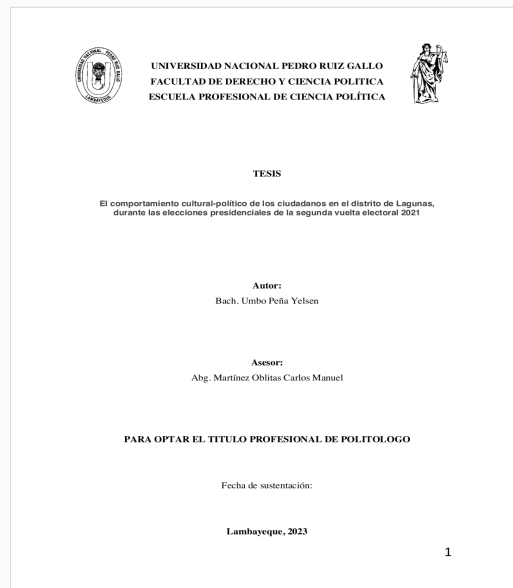 UNIVERSIDAD NACIONAL PEDRO RUIZ GALLO
FACULTAD DE DERECHO Y CIENCIA POLITICA
ESCUELA PROFESIONAL DE CIENCIA POLÍTICA
TESIS
El comportamiento cultural-político de los ciudadanos en el distrito de Lagunas,
durante las elecciones presidenciales de la segunda vuelta electoral 2021
Autor:
Bach. Umbo Peña Yelsen
Asesor:
Abg. Martínez Oblitas Carlos Manuel
PARA OPTAR EL TITULO PROFESIONAL DE POLITOLOGO
Fecha de sustentación:
Lambayeque, 2023
1